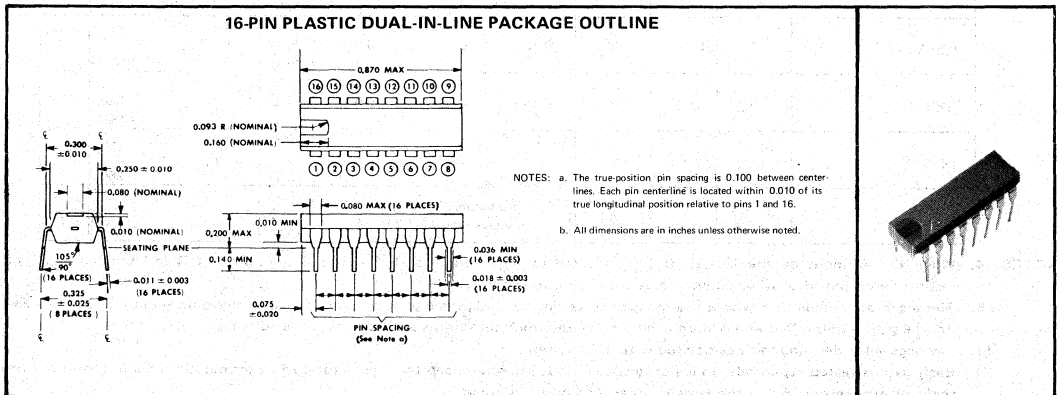 16-PIN PLASTIC DUAL-IN-LINE PACKAGE OUTLINE
0.870 MAX
16 15 14 13 12 11 10 9
0.093 R (NOMINAL)
0.160 (NOMINAL)
1 2 3 4 5 6 7 8
℄ ℄
0.300
±0.010
0.250 ± 0.010
0.080 (NOMINAL)
0.010 (NOMINAL)
SEATING PLANE
105°
90°
(16 PLACES)
0.011 ± 0.003
(16 PLACES)
0.325
± 0.025
( 8 PLACES )
℄ ℄
0.080 MAX (16 PLACES)
0.010 MIN
0.200 MAX
0.140 MIN
0.036 MIN
(16 PLACES)
0.018 ± 0.003
(16 PLACES)
0.075
±0.020
PIN SPACING
(See Note a)
NOTES: a. The true-position pin spacing is 0.100 between center-
lines. Each pin centerline is located within 0.010 of its
true longitudinal position relative to pins 1 and 16.
b. All dimensions are in inches unless otherwise noted.